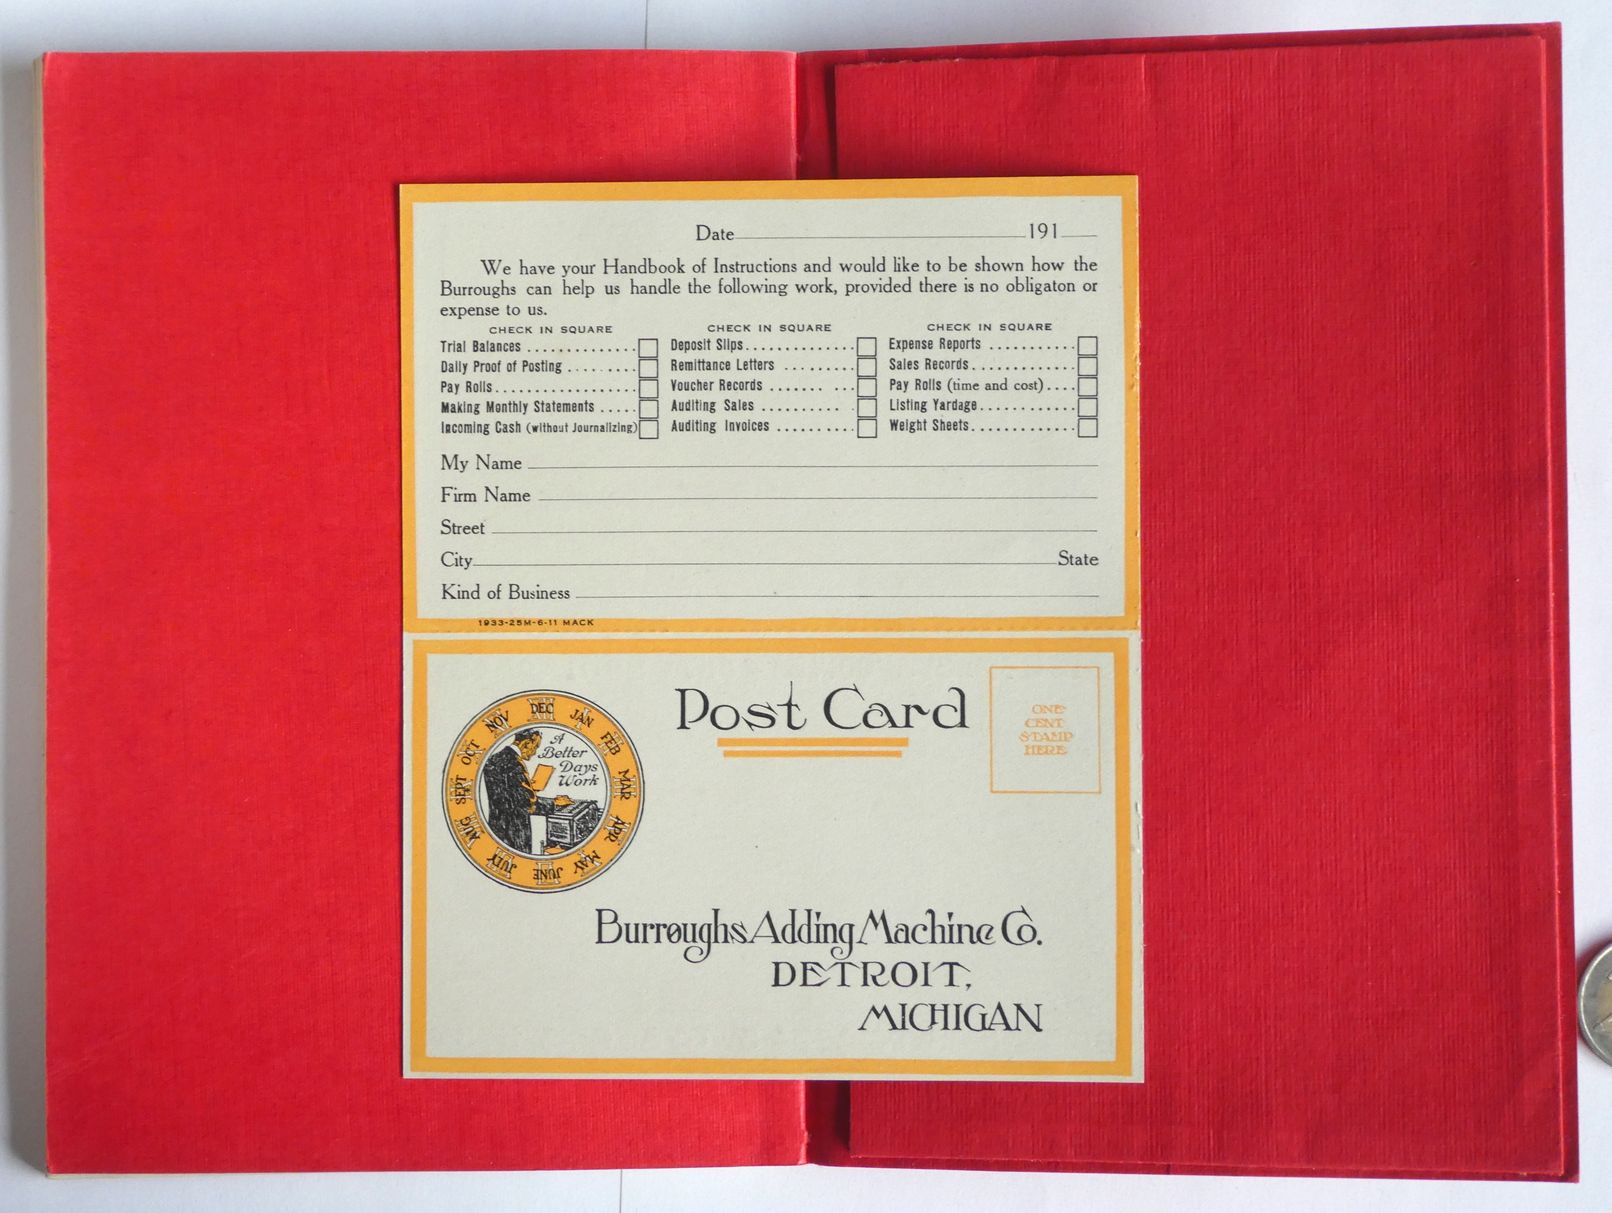 Date 191
We have your Handbook of Instructions and would like to be shown how the
Burroughs can help us handle the following work, provided there is no obligaton or
expense to us.
CHECK IN SQUARE CHECK IN SQUARE CHECK IN SQUARE
Trial Balances .............. Deposit Slips.............. Expense Reports ...........
Daily Proof of Posting ......... Remittance Letters ......... Sales Records.............
Pay Rolls.................. Voucher Records ....... ... Pay Rolls (time and cost)....
Making Monthly Statements ..... Auditing Sales .......... . Listing Yardage............
Incoming Cash (without Journalizing) Auditing Invoices ......... Weight Sheets.............
My Name
Firm Name
Street
City State
Kind of Business
1933-25M-6-11 MACK
Post Card
ONE
CENT
STAMP
HERE
DEC JAN FEB MAR APR MAY JUNE JULY AUG SEPT OCT NOV
A
Better
Days
Work
Burroughs Adding Machine Co.
DETROIT,
MICHIGAN